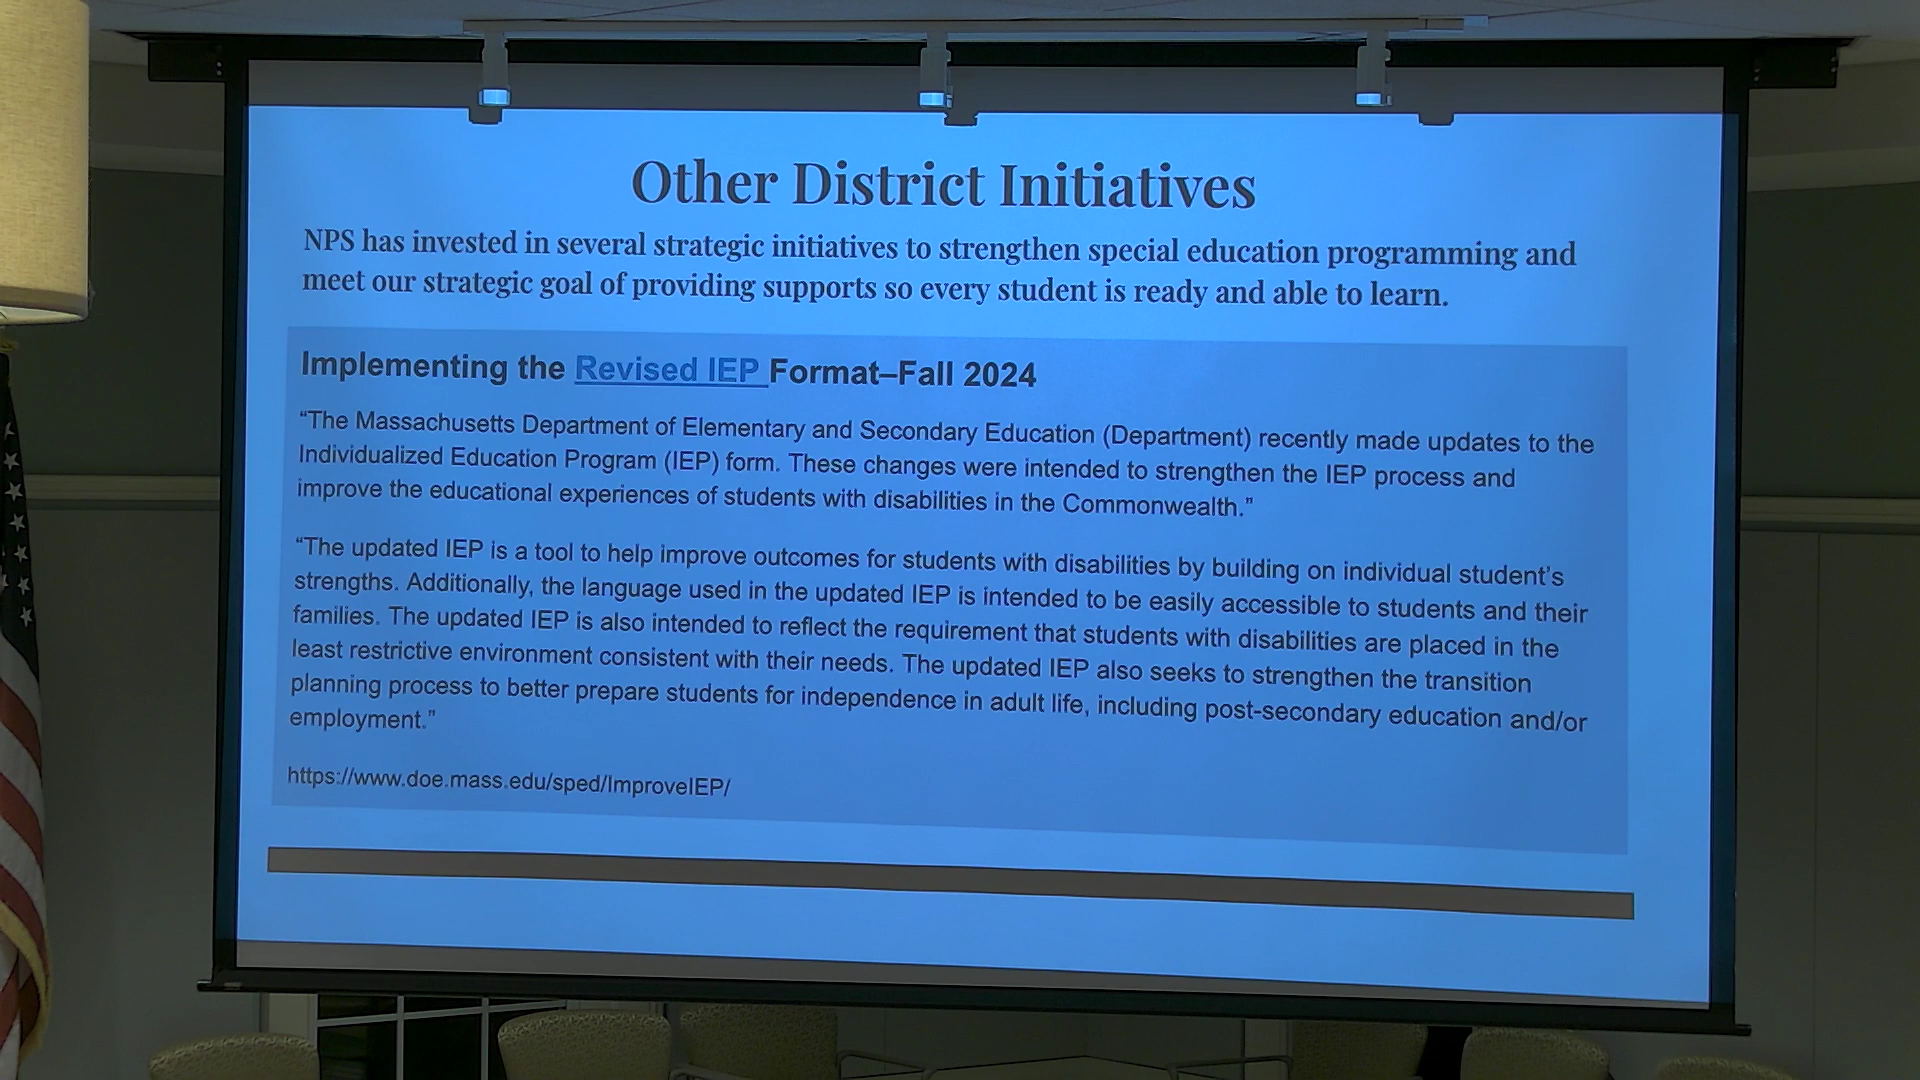 Other District Initiatives
NPS has invested in several strategic initiatives to strengthen special education programming and
meet our strategic goal of providing supports so every student is ready and able to learn.
Implementing the Revised IEP Format–Fall 2024
“The Massachusetts Department of Elementary and Secondary Education (Department) recently made updates to the
Individualized Education Program (IEP) form. These changes were intended to strengthen the IEP process and
improve the educational experiences of students with disabilities in the Commonwealth.”
“The updated IEP is a tool to help improve outcomes for students with disabilities by building on individual student’s
strengths. Additionally, the language used in the updated IEP is intended to be easily accessible to students and their
families. The updated IEP is also intended to reflect the requirement that students with disabilities are placed in the
least restrictive environment consistent with their needs. The updated IEP also seeks to strengthen the transition
planning process to better prepare students for independence in adult life, including post-secondary education and/or
employment.”
https://www.doe.mass.edu/sped/ImproveIEP/